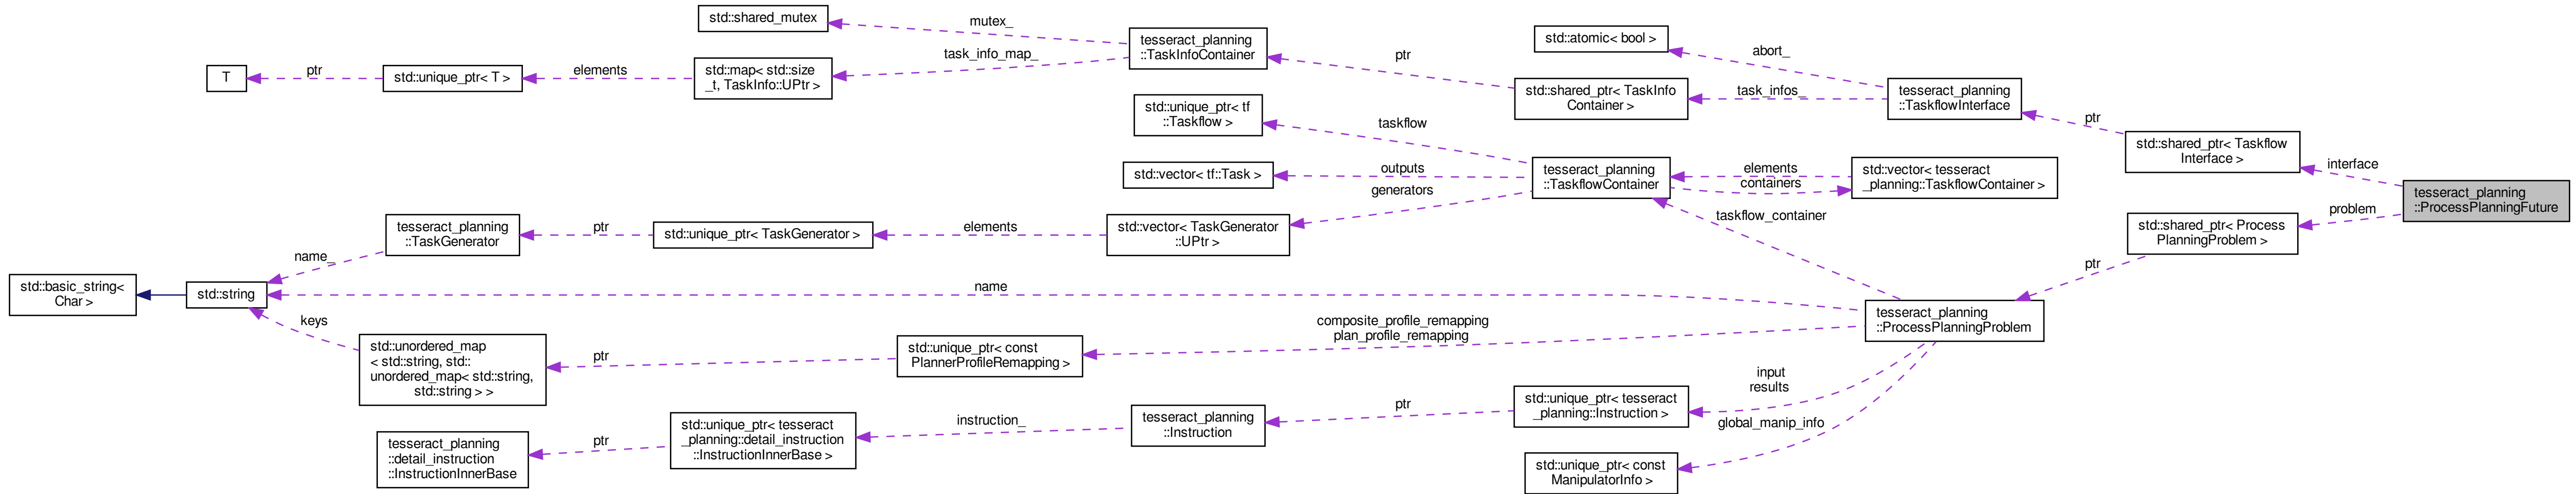 std::shared_mutex
mutex_
tesseract_planning
::TaskInfoContainer
std::atomic< bool >
abort_
T
ptr
std::unique_ptr< T >
elements
std::map< std::size
_t, TaskInfo::UPtr >
task_info_map_
ptr
std::shared_ptr< TaskInfo
Container >
task_infos_
tesseract_planning
::TaskflowInterface
ptr
std::shared_ptr< Taskflow
Interface >
interface
tesseract_planning
::ProcessPlanningFuture
std::unique_ptr< tf
::Taskflow >
taskflow
std::vector< tf::Task >
outputs
generators
tesseract_planning
::TaskflowContainer
elements
containers
std::vector< tesseract
_planning::TaskflowContainer >
problem
std::shared_ptr< Process
PlanningProblem >
ptr
tesseract_planning
::TaskGenerator
ptr
std::unique_ptr< TaskGenerator >
elements
std::vector< TaskGenerator
::UPtr >
taskflow_container
name_
std::basic_string<
Char >
std::string
name
tesseract_planning
::ProcessPlanningProblem
keys
std::unordered_map
< std::string, std::
unordered_map< std::string,
std::string > >
ptr
std::unique_ptr< const
PlannerProfileRemapping >
composite_profile_remapping
plan_profile_remapping
input
results
tesseract_planning
::detail_instruction
::InstructionInnerBase
ptr
std::unique_ptr< tesseract
_planning::detail_instruction
::InstructionInnerBase >
instruction_
tesseract_planning
::Instruction
ptr
std::unique_ptr< tesseract
_planning::Instruction >
global_manip_info
std::unique_ptr< const
ManipulatorInfo >